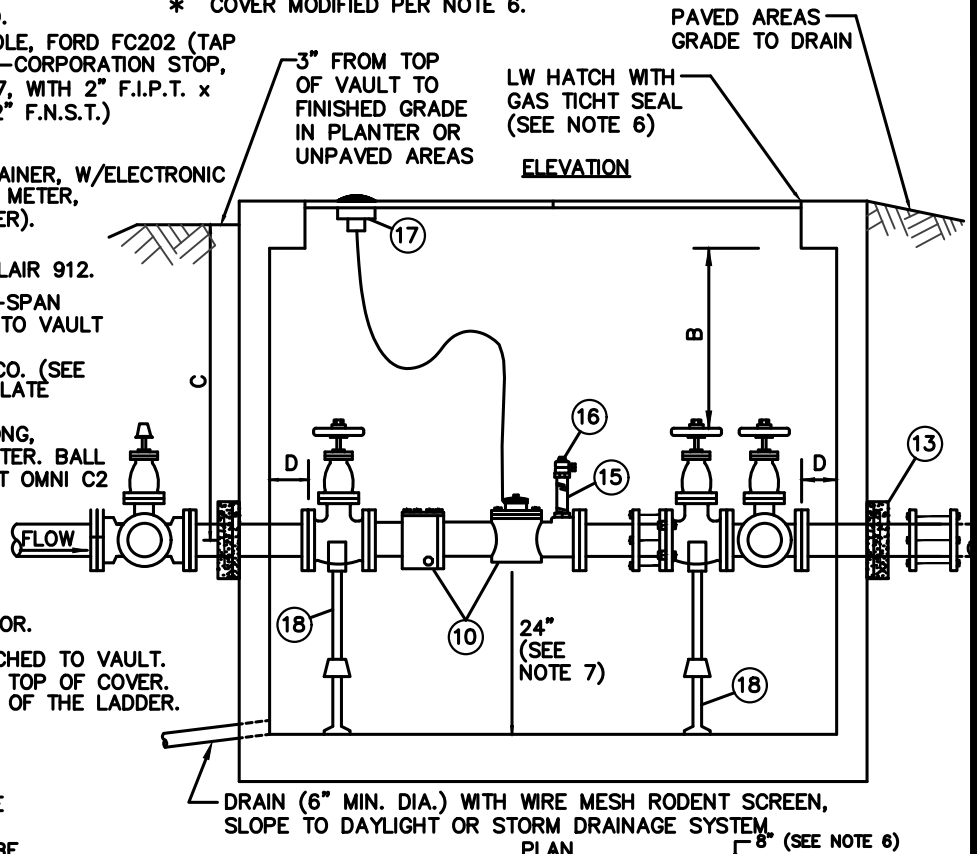 * COVER MODIFIED PER NOTE 6.
OLE, FORD FC202 (TAP
-CORPORATION STOP,
7, WITH 2" F.I.P.T. x
2" F.N.S.T.)
AINER, W/ELECTRONIC
METER,
ER).
LAIR 912.
-SPAN
TO VAULT
CO. (SEE
LATE
ONG,
TER. BALL
T OMNI C2
OR.
CHED TO VAULT.
TOP OF COVER.
OF THE LADDER.
E
RE
3" FROM TOP
OF VAULT TO
FINISHED GRADE
IN PLANTER OR
UNPAVED AREAS
LW HATCH WITH
GAS TICHT SEAL
(SEE NOTE 6)
PAVED AREAS
GRADE TO DRAIN
ELEVATION
17
B
C
16
15
13
D
D
FLOW
18
10
24"
(SEE
NOTE 7)
18
DRAIN (6" MIN. DIA.) WITH WIRE MESH RODENT SCREEN,
SLOPE TO DAYLIGHT OR STORM DRAINAGE SYSTEM
PLAN
8" (SEE NOTE 6)